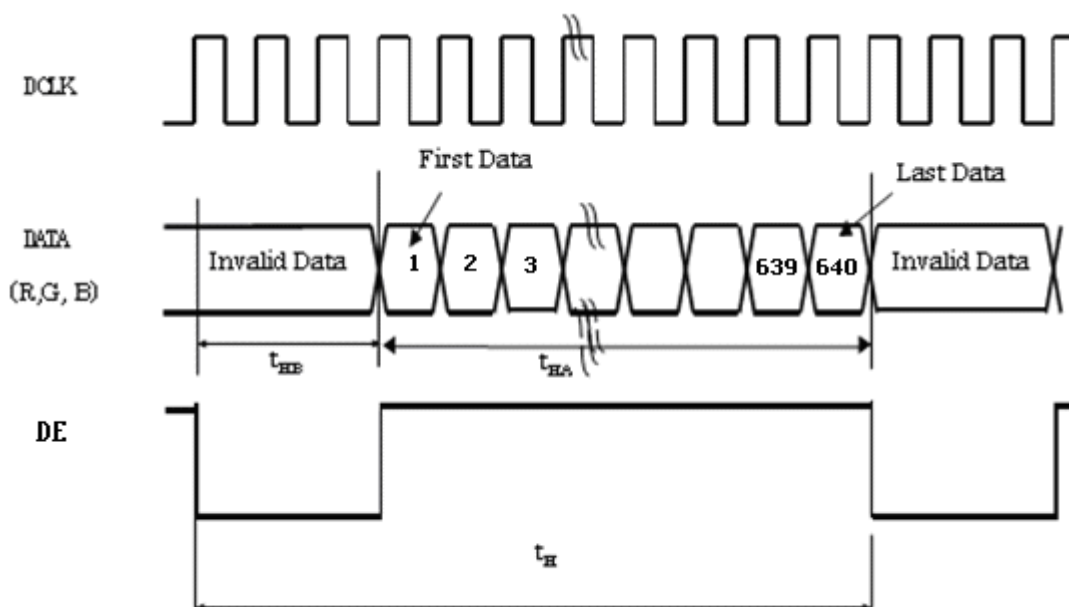 DCLK
First Data
Last Data
DATA
(R,G, B)
Invalid Data
1
2
3
639
640
Invalid Data
tHB
tHA
DE
tH